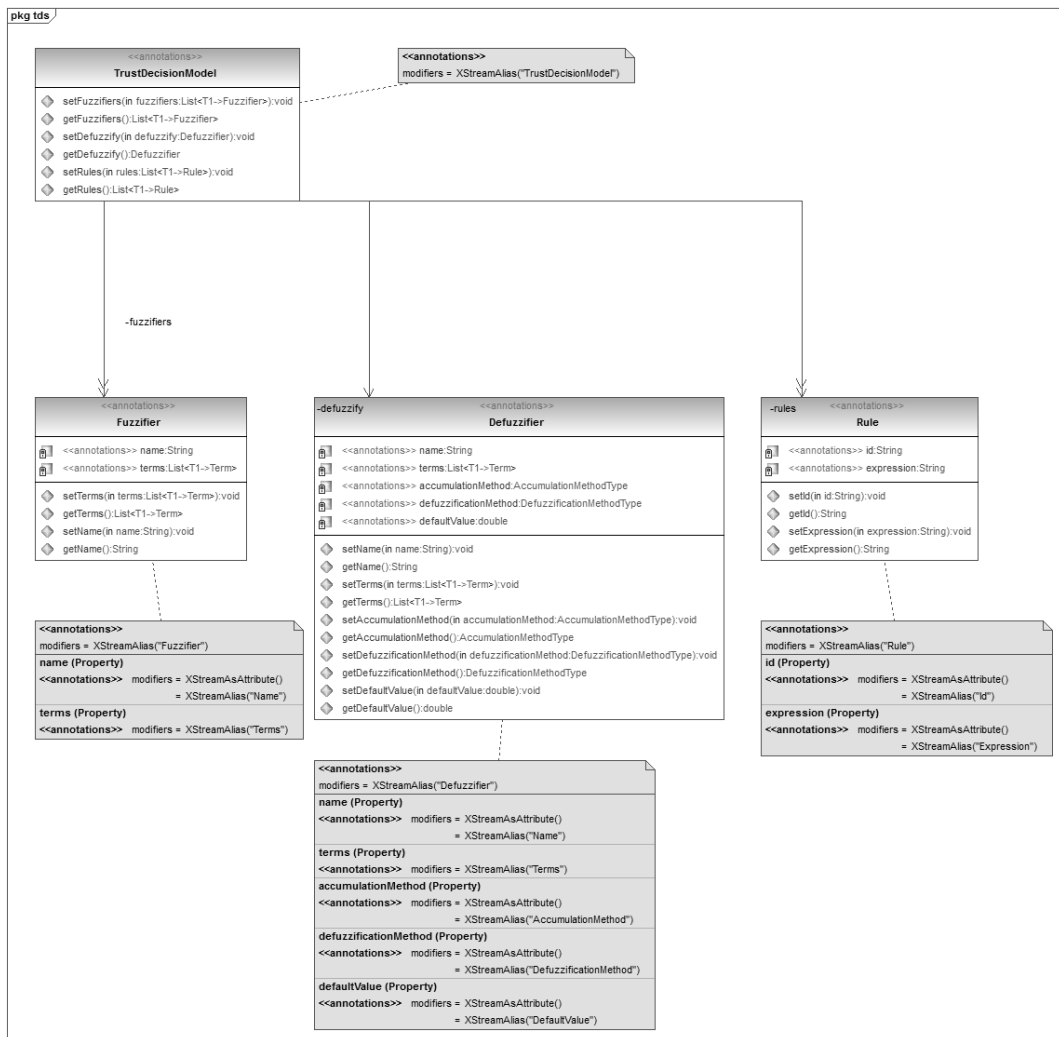 pkg tds
<<annotations>>
TrustDecisionModel
setFuzzifiers(in fuzzifiers:List<T1->Fuzzifier>):void
getFuzzifiers():List<T1->Fuzzifier>
setDefuzzify(in defuzzify:Defuzzifier):void
getDefuzzify():Defuzzifier
setRules(in rules:List<T1->Rule>):void
getRules():List<T1->Rule>
<<annotations>>
modifiers = XStreamAlias("TrustDecisionModel")
-fuzzifiers
<<annotations>>
Fuzzifier
<<annotations>> name:String
<<annotations>> terms:List<T1->Term>
setTerms(in terms:List<T1->Term>):void
getTerms():List<T1->Term>
setName(in name:String):void
getName():String
<<annotations>>
modifiers = XStreamAlias("Fuzzifier")
name (Property)
<<annotations>> modifiers = XStreamAsAttribute()
= XStreamAlias("Name")
terms (Property)
<<annotations>> modifiers = XStreamAlias("Terms")
-defuzzify <<annotations>>
Defuzzifier
<<annotations>> name:String
<<annotations>> terms:List<T1->Term>
<<annotations>> accumulationMethod:AccumulationMethodType
<<annotations>> defuzzificationMethod:DefuzzificationMethodType
<<annotations>> defaultValue:double
setName(in name:String):void
getName():String
setTerms(in terms:List<T1->Term>):void
getTerms():List<T1->Term>
setAccumulationMethod(in accumulationMethod:AccumulationMethodType):void
getAccumulationMethod():AccumulationMethodType
setDefuzzificationMethod(in defuzzificationMethod:DefuzzificationMethodType):void
getDefuzzificationMethod():DefuzzificationMethodType
setDefaultValue(in defaultValue:double):void
getDefaultValue():double
<<annotations>>
modifiers = XStreamAlias("Defuzzifier")
name (Property)
<<annotations>> modifiers = XStreamAsAttribute()
= XStreamAlias("Name")
terms (Property)
<<annotations>> modifiers = XStreamAlias("Terms")
accumulationMethod (Property)
<<annotations>> modifiers = XStreamAsAttribute()
= XStreamAlias("AccumulationMethod")
defuzzificationMethod (Property)
<<annotations>> modifiers = XStreamAsAttribute()
= XStreamAlias("DefuzzificationMethod")
defaultValue (Property)
<<annotations>> modifiers = XStreamAsAttribute()
= XStreamAlias("DefaultValue")
-rules <<annotations>>
Rule
<<annotations>> id:String
<<annotations>> expression:String
setId(in id:String):void
getId():String
setExpression(in expression:String):void
getExpression():String
<<annotations>>
modifiers = XStreamAlias("Rule")
id (Property)
<<annotations>> modifiers = XStreamAsAttribute()
= XStreamAlias("Id")
expression (Property)
<<annotations>> modifiers = XStreamAsAttribute()
= XStreamAlias("Expression")